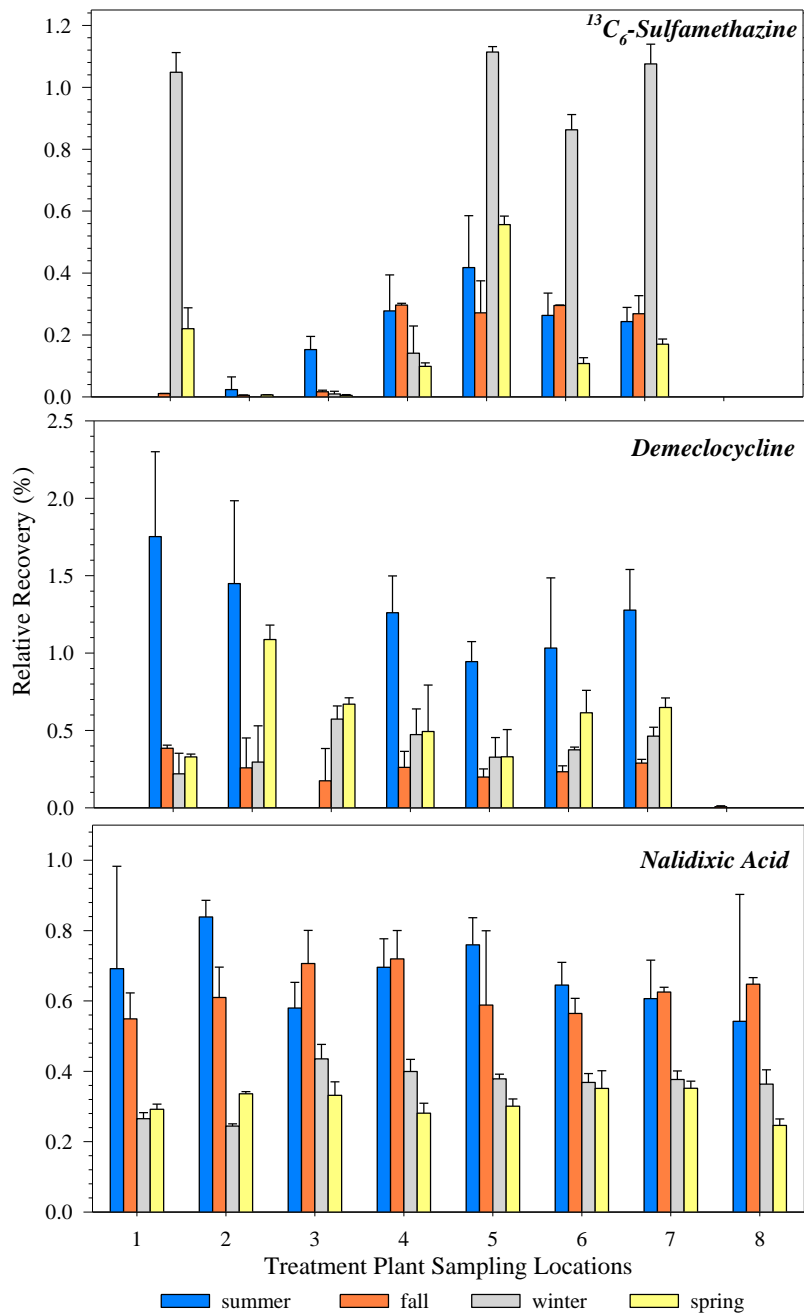 ¹³C₆-Sulfamethazine
1.2
1.0
0.8
0.6
0.4
0.2
0.0
Demeclocycline
2.5
2.0
1.5
1.0
0.5
0.0
Relative Recovery (%)
Nalidixic Acid
1.0
0.8
0.6
0.4
0.2
0.0
1 2 3 4 5 6 7 8
Treatment Plant Sampling Locations
summer fall winter spring